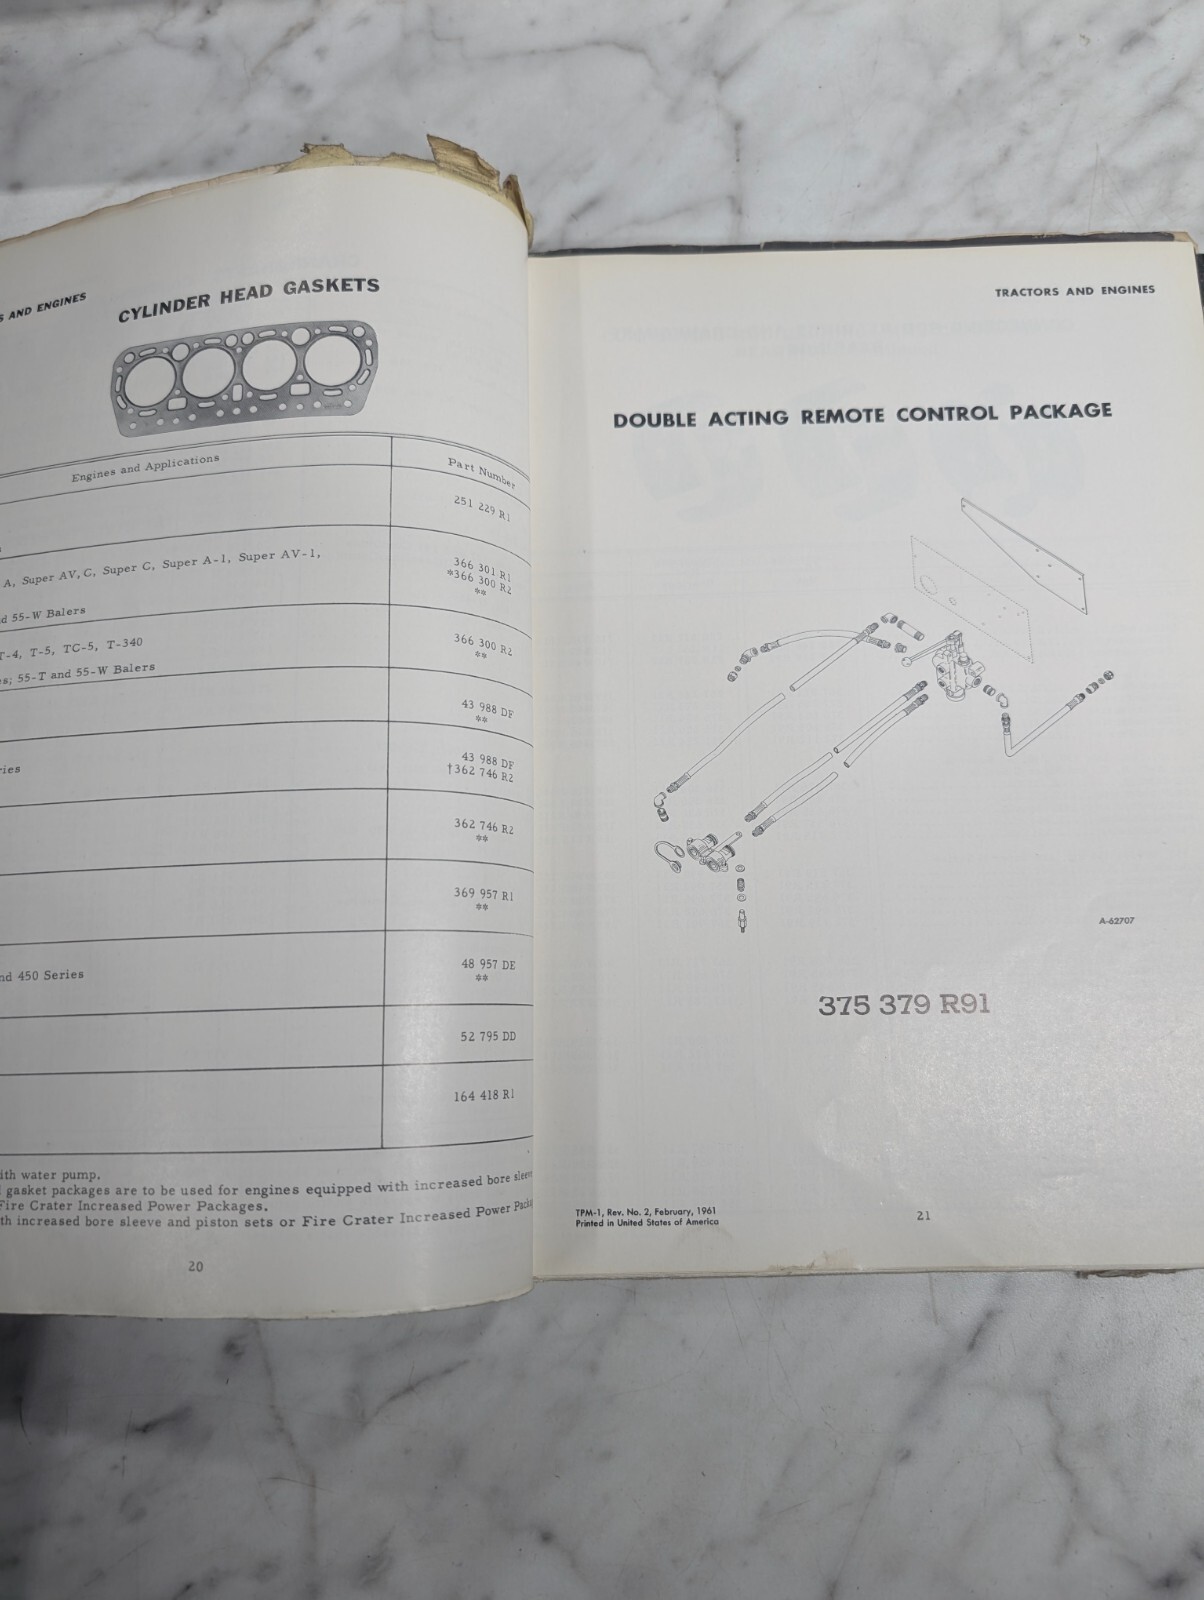 AND ENGINES
CYLINDER HEAD GASKETS
Engines and Applications
Part Number
251 229 R1
A, Super AV, C, Super C, Super A-1, Super AV-1,
366 301 R1
*366 300 R2
**
55-W Balers
T-4, T-5, TC-5, T-340
366 300 R2
**
55-T and 55-W Balers
43 988 DF
**
43 988 DF
†362 746 R2
362 746 R2
**
369 957 R1
**
450 Series
48 957 DE
**
52 795 DD
164 418 R1
water pump.
gasket packages are to be used for engines equipped with increased bore
Fire Crater Increased Power Packages.
increased bore sleeve and piston sets or Fire Crater Increased Power
20
TRACTORS AND ENGINES
DOUBLE ACTING REMOTE CONTROL PACKAGE
A-62707
375 379 R91
TPM-1, Rev. No. 2, February, 1961
Printed in United States of America
21